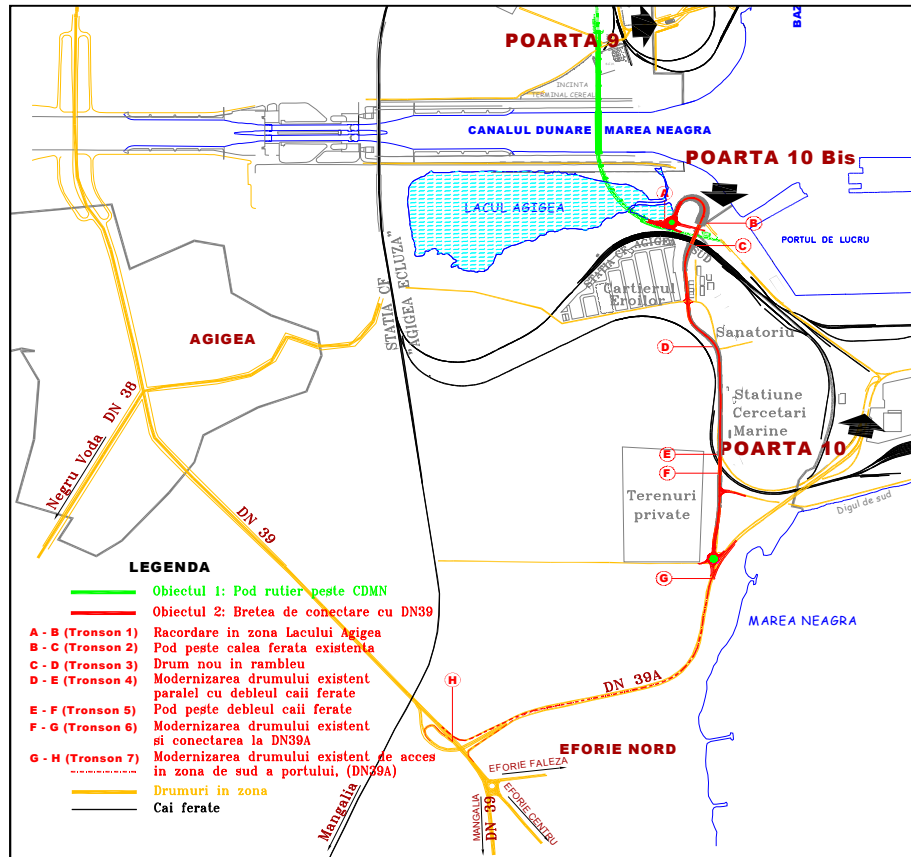 BAZ
POARTA 9
INCINTA
TERMINAL CEREALE
CANALUL DUNARE MAREA NEAGRA
POARTA 10 Bis
A
LACUL AGIGEA
B
C
PORTUL DE LUCRU
STATIA CF AGIGEA SUD
STATIA CF
"AGIGEA ECLUZA"
Cartierul
Eroilor
AGIGEA
D
Sanatoriu
DN 38
Negru Voda
Statiune
Cercetari
Marine
POARTA 10
E
F
Terenuri
private
Digul de sud
DN 39
G
MAREA NEAGRA
LEGENDA
Obiectul 1: Pod rutier peste CDMN
Obiectul 2: Bretea de conectare cu DN39
A - B (Tronson 1) Racordare in zona Lacului Agigea
B - C (Tronson 2) Pod peste calea ferata existenta
C - D (Tronson 3) Drum nou in rambleu
D - E (Tronson 4) Modernizarea drumului existent
paralel cu debleul caii ferate
E - F (Tronson 5) Pod peste debleul caii ferate
F - G (Tronson 6) Modernizarea drumului existent
si conectarea la DN39A
G - H (Tronson 7) Modernizarea drumului existent de acces
in zona de sud a portului, (DN39A)
Drumuri in zona
Cai ferate
H
DN 39A
EFORIE NORD
EFORIE FALEZA
EFORIE CENTRU
MANGALIA
DN 39
Mangalia